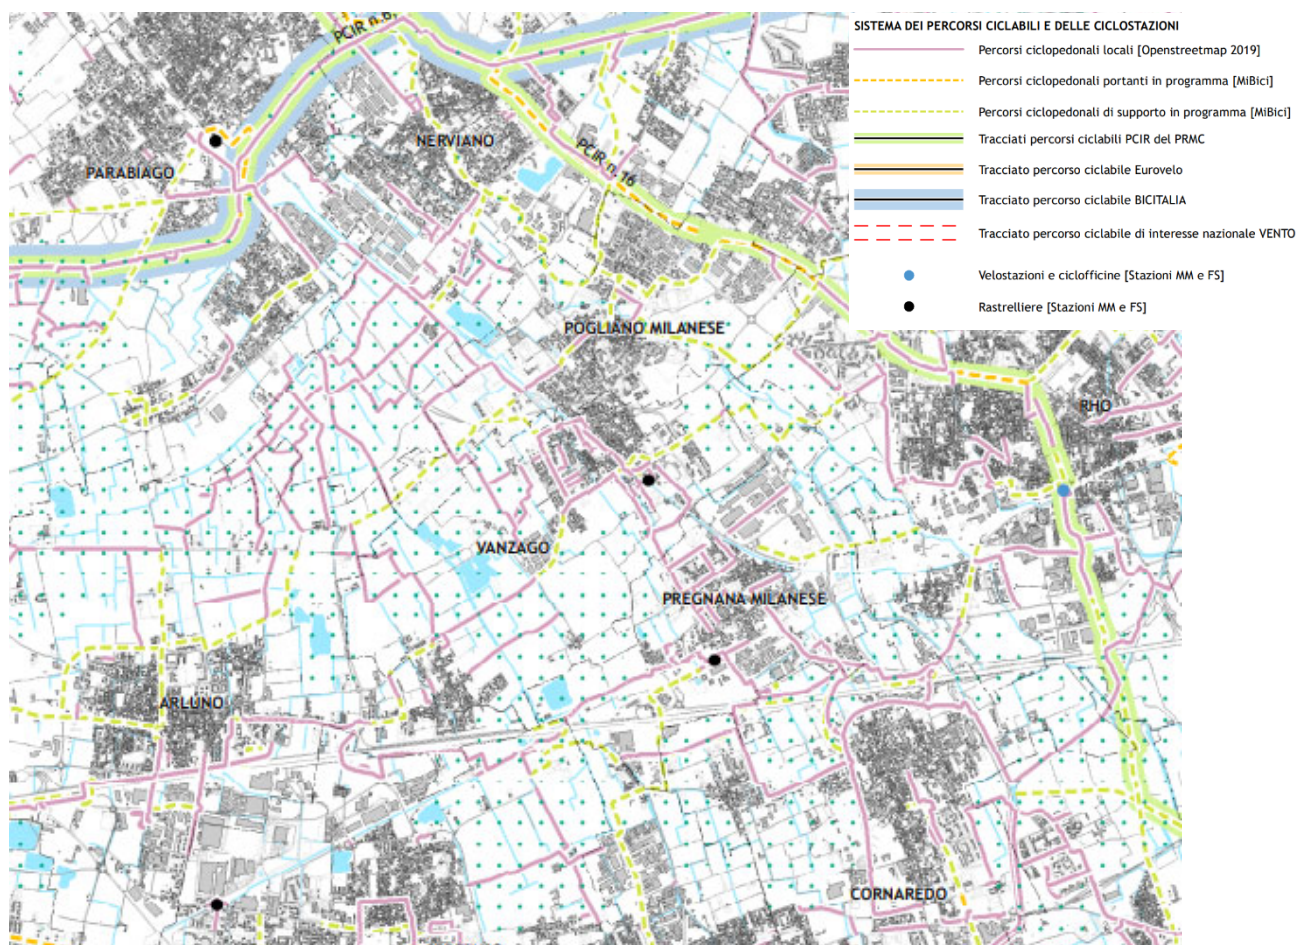 SISTEMA DEI PERCORSI CICLABILI E DELLE CICLOSTAZIONI
Percorsi ciclopedonali locali [Openstreetmap 2019]
Percorsi ciclopedonali portanti in programma [MiBici]
Percorsi ciclopedonali di supporto in programma [MiBici]
Tracciati percorsi ciclabili PCIR del PRMC
Tracciato percorso ciclabile Eurovelo
Tracciato percorso ciclabile BICITALIA
Tracciato percorso ciclabile di interesse nazionale VENTO
Velostazioni e ciclofficine [Stazioni MM e FS]
Rastrelliere [Stazioni MM e FS]
PCIR n.6,
NERVIANO
PCIR n. 16
PARABIAGO
POGLIANO MILANESE
RHO
VANZAGO
PREGNANA MILANESE
ARLUNO
CORNAREDO